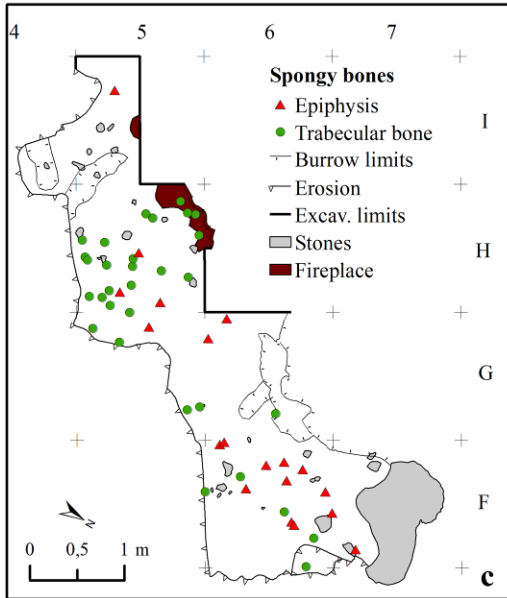 4 5 6 7
Spongy bones
Epiphysis
Trabecular bone
Burrow limits
Erosion
Excav. limits
Stones
Fireplace
I
H
G
F
N
0 0,5 1 m
c